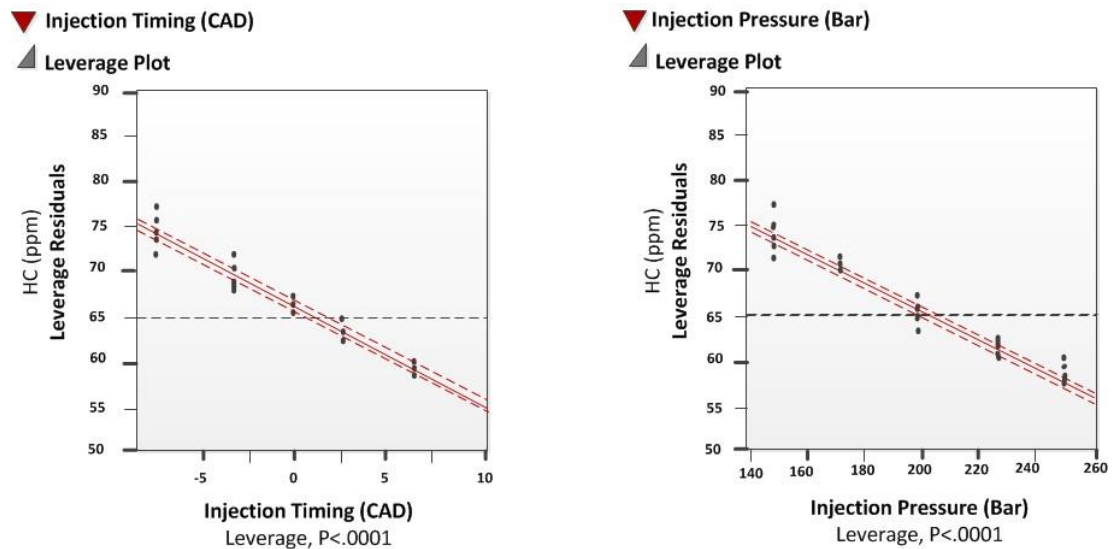 Injection Timing (CAD)
Leverage Plot
90
85
80
75
70
65
60
55
50
HC (ppm)
Leverage Residuals
-5
0
5
10
Injection Timing (CAD)
Leverage, P<.0001
Injection Pressure (Bar)
Leverage Plot
90
85
80
75
70
65
60
55
50
HC (ppm)
Leverage Residuals
140
160
200
220
240
260
Injection Pressure (Bar)
Leverage, P<.0001